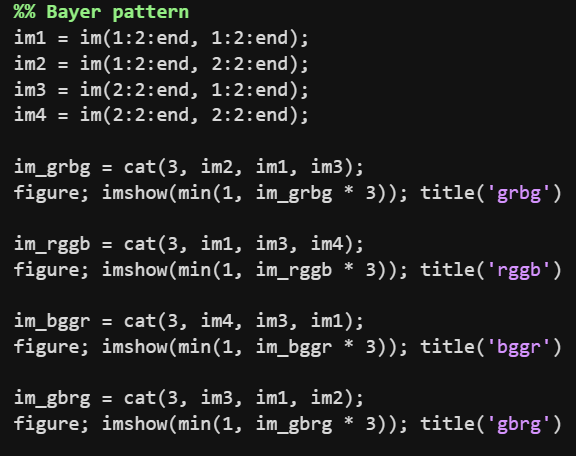 %% Bayer pattern
im1 = im(1:2:end, 1:2:end);
im2 = im(1:2:end, 2:2:end);
im3 = im(2:2:end, 1:2:end);
im4 = im(2:2:end, 2:2:end);
im_grbg = cat(3, im2, im1, im3);
figure; imshow(min(1, im_grbg * 3)); title('grbg')
im_rggb = cat(3, im1, im3, im4);
figure; imshow(min(1, im_rggb * 3)); title('rggb')
im_bggr = cat(3, im4, im3, im1);
figure; imshow(min(1, im_bggr * 3)); title('bggr')
im_gbrg = cat(3, im3, im1, im2);
figure; imshow(min(1, im_gbrg * 3)); title('gbrg')